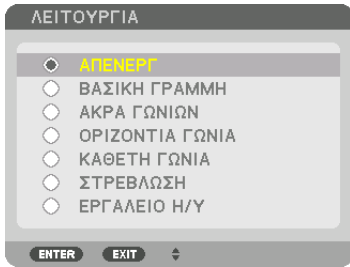 ΛΕΙΤΟΥΡΓΙΑ
ΑΠΕΝΕΡΓ
ΒΑΣΙΚΗ ΓΡΑΜΜΗ
ΑΚΡΑ ΓΩΝΙΩΝ
ΟΡΙΖΟΝΤΙΑ ΓΩΝΙΑ
ΚΑΘΕΤΗ ΓΩΝΙΑ
ΣΤΡΕΒΛΩΣΗ
ΕΡΓΑΛΕΙΟ Η/Υ
ENTER EXIT